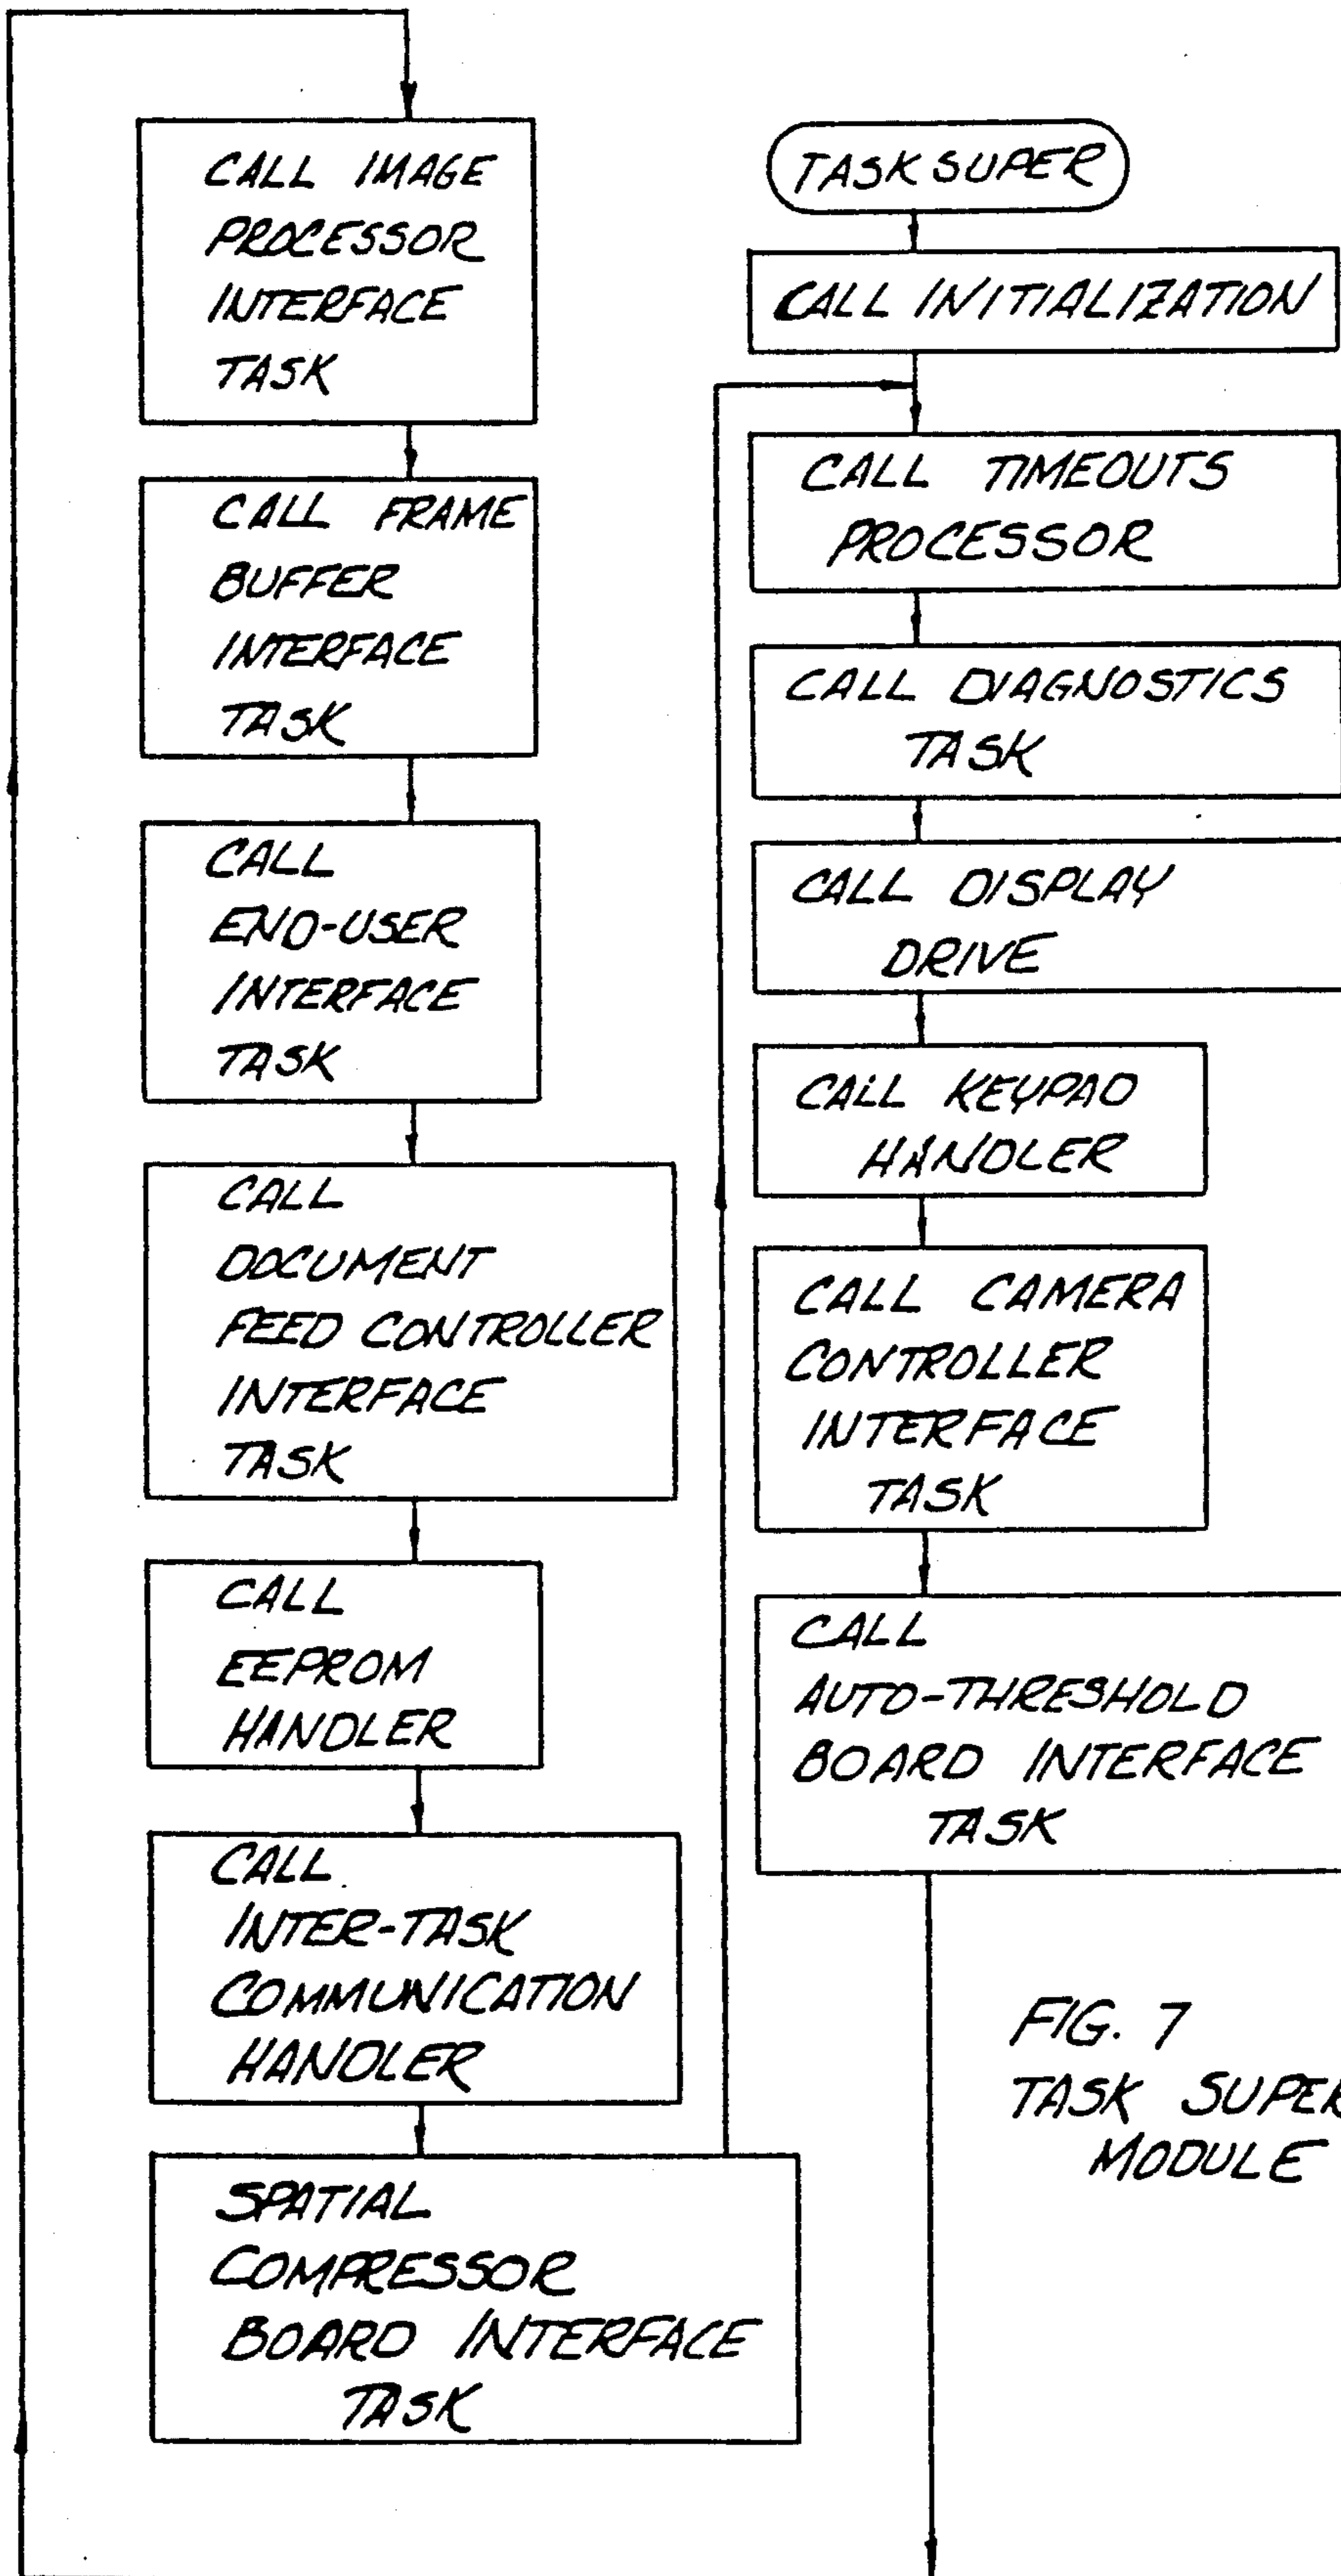 CALL IMAGE
PROCESSOR
INTERFACE
TASK
CALL FRAME
BUFFER
INTERFACE
TASK
CALL
END-USER
INTERFACE
TASK
CALL
DOCUMENT
FEED CONTROLLER
INTERFACE
TASK
CALL
EEPROM
HANDLER
CALL
INTER-TASK
COMMUNICATION
HANDLER
SPATIAL
COMPRESSOR
BOARD INTERFACE
TASK
TASK SUPER
CALL INITIALIZATION
CALL TIMEOUTS
PROCESSOR
CALL DIAGNOSTICS
TASK
CALL DISPLAY
DRIVE
CALL KEYPAD
HANDLER
CALL CAMERA
CONTROLLER
INTERFACE
TASK
CALL
AUTO-THRESHOLD
BOARD INTERFACE
TASK
FIG. 7
TASK SUPER
MODULE